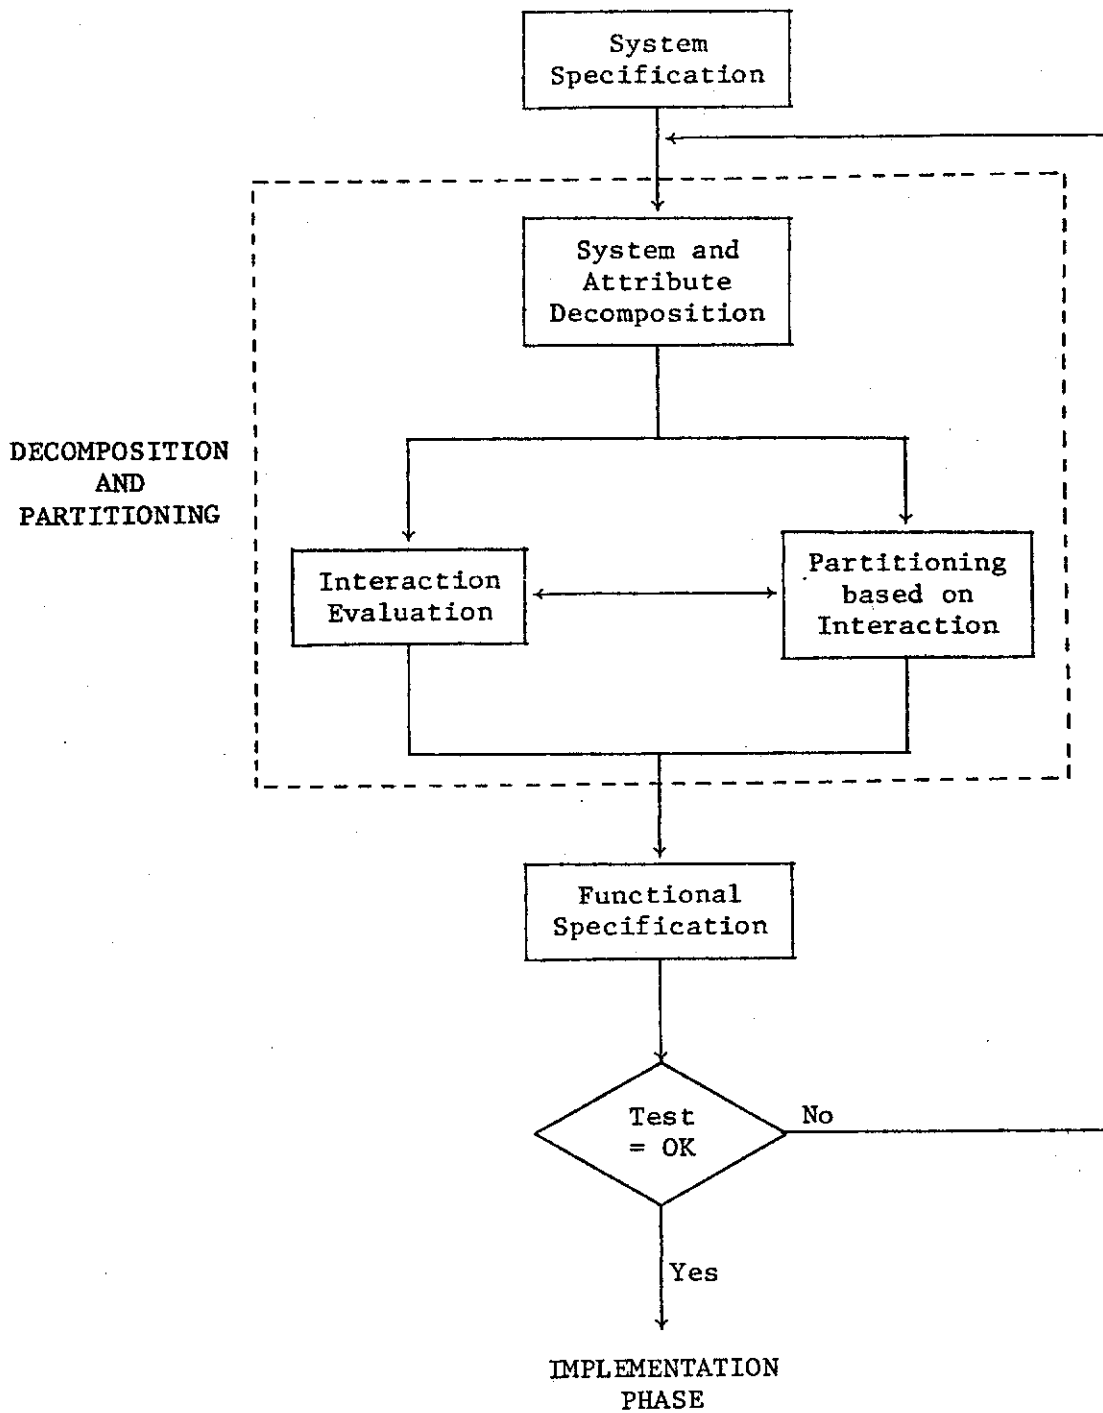 System
Specification
System and
Attribute
Decomposition
DECOMPOSITION
AND
PARTITIONING
Interaction
Evaluation
Partitioning
based on
Interaction
Functional
Specification
Test
= OK
No
Yes
IMPLEMENTATION
PHASE